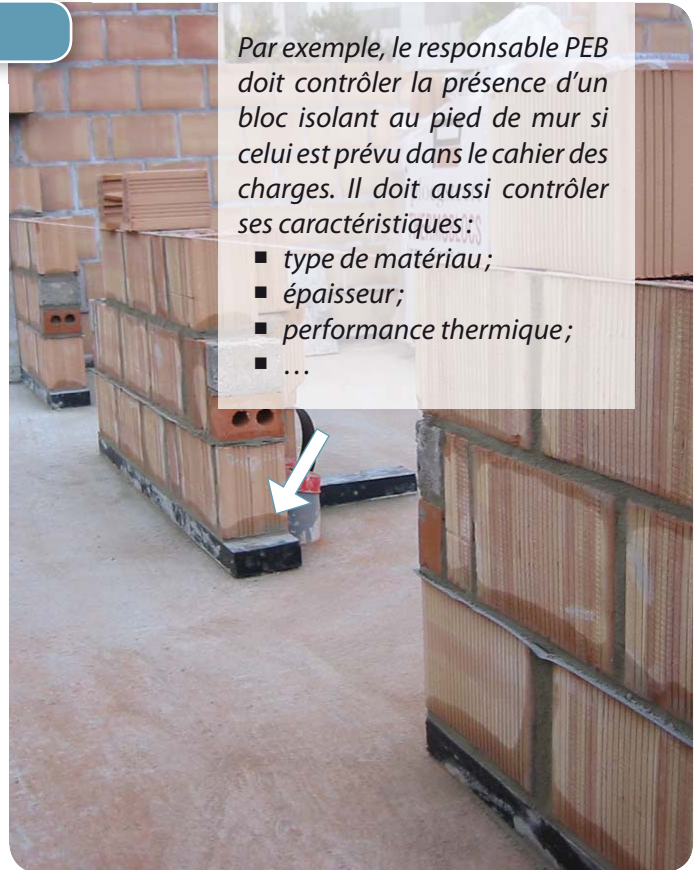 Par exemple, le responsable PEB
doit contrôler la présence d’un
bloc isolant au pied de mur si
celui est prévu dans le cahier des
charges. Il doit aussi contrôler
ses caractéristiques :
■ type de matériau ;
■ épaisseur ;
■ performance thermique ;
■ …